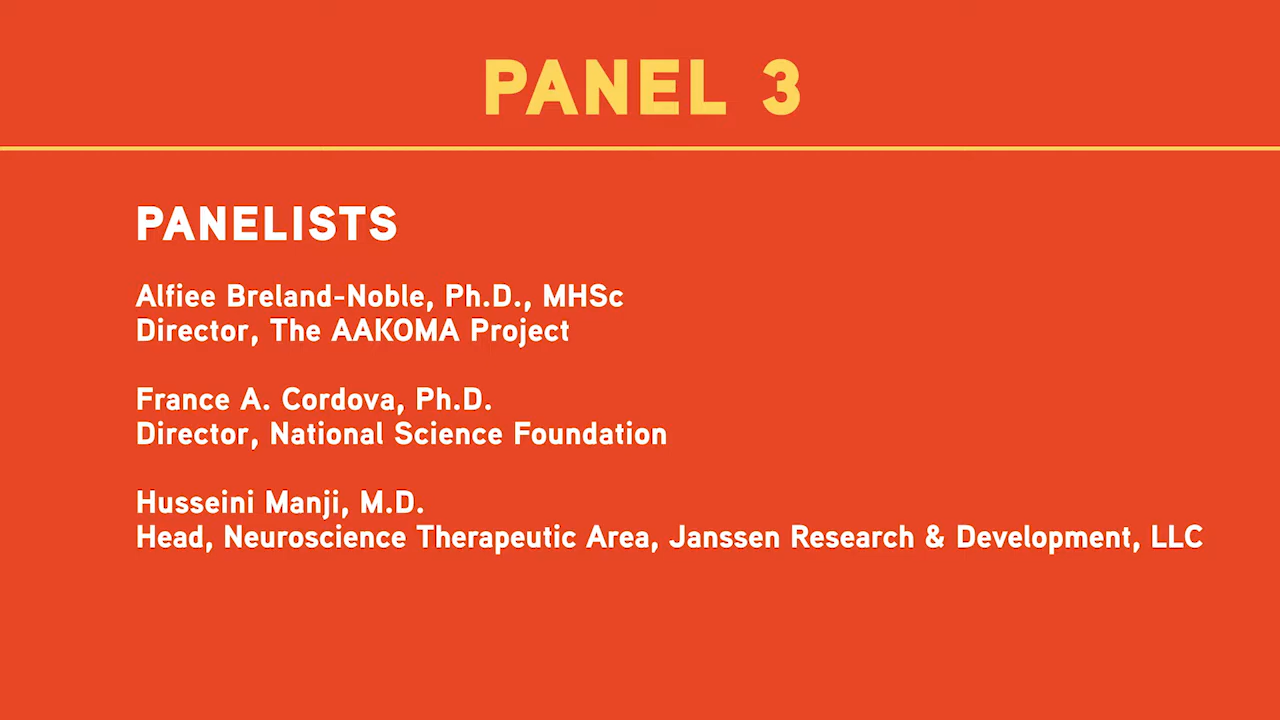 PANEL 3
PANELISTS
Alfiee Breland-Noble, Ph.D., MHSc
Director, The AAKOMA Project
France A. Cordova, Ph.D.
Director, National Science Foundation
Husseini Manji, M.D.
Head, Neuroscience Therapeutic Area, Janssen Research & Development, LLC